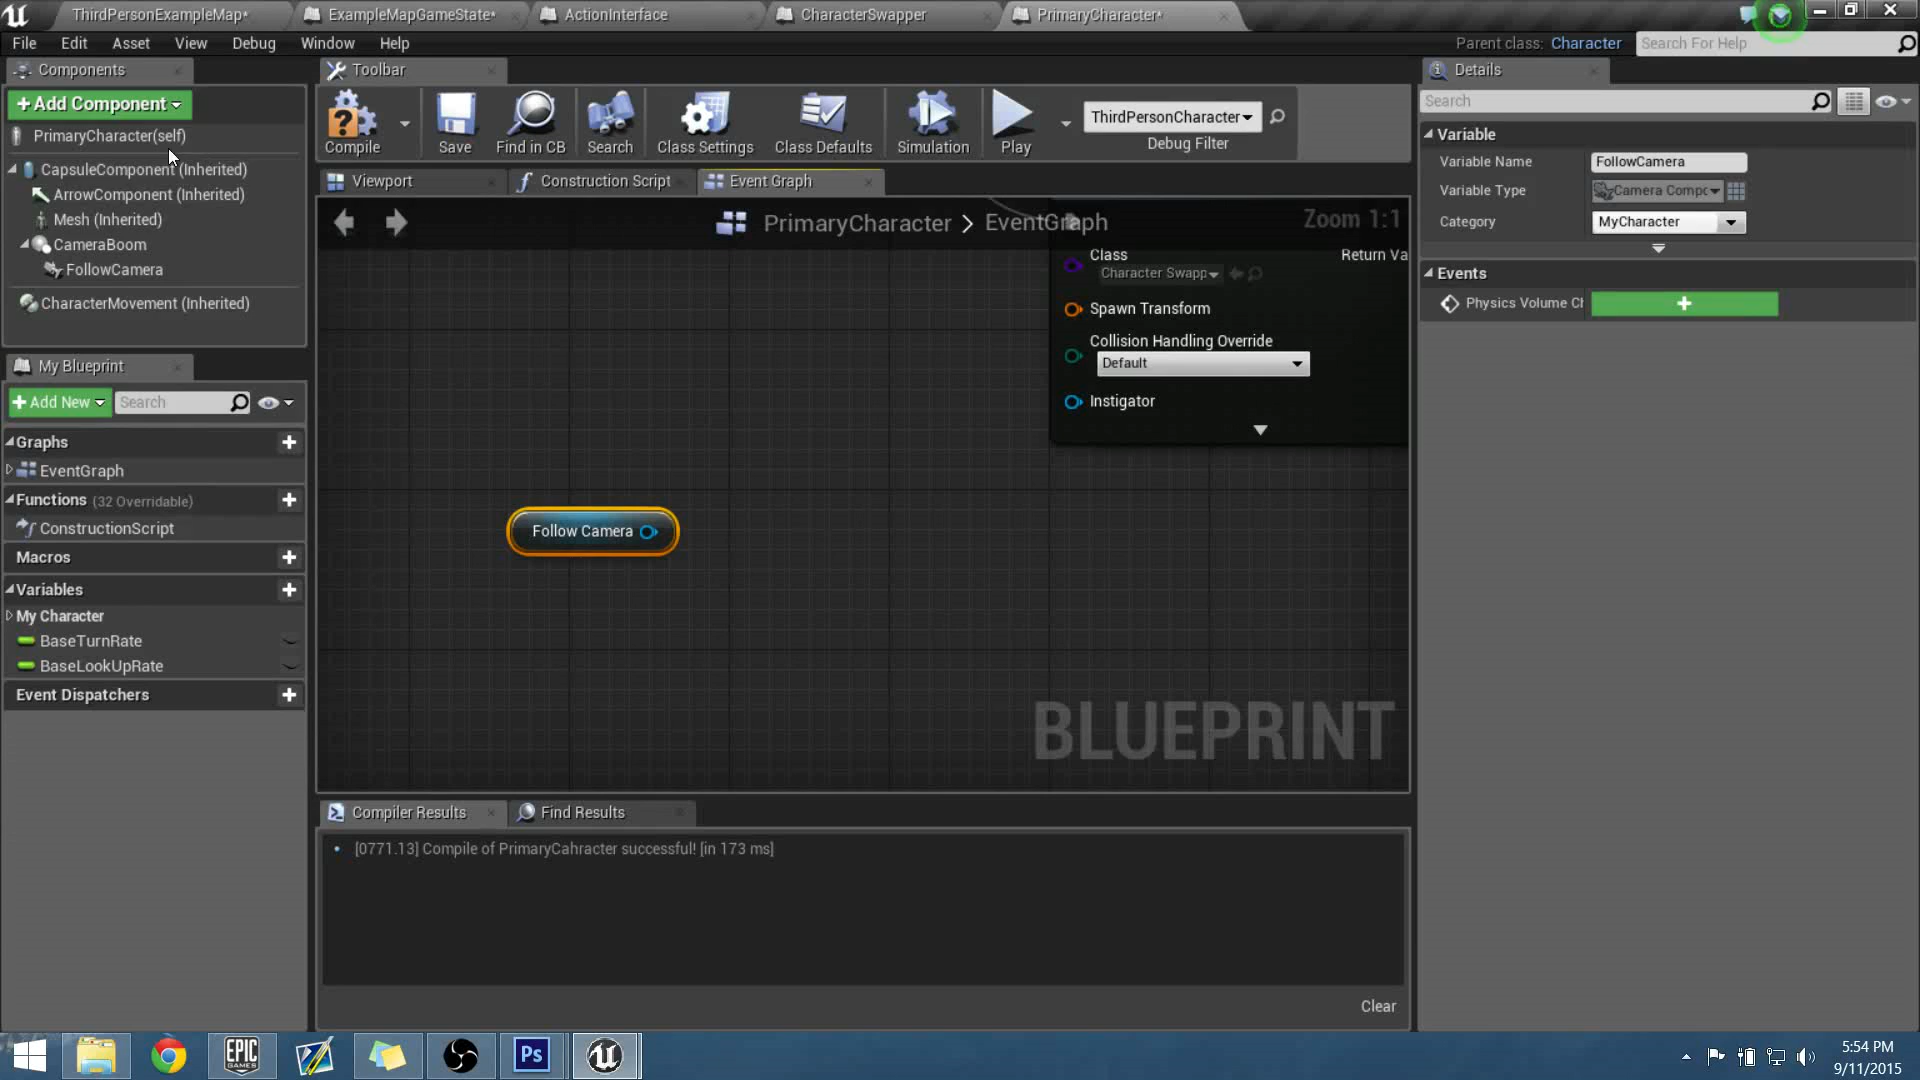 ThirdPersonExampleMap*
ExampleMapGameState*
ActionInterface
CharacterSwapper
PrimaryCharacter*
File Edit Asset View Debug Window Help
Parent class: Character
Search For Help
Components
Toolbar
Details
+Add Component
PrimaryCharacter(self)
CapsuleComponent (Inherited)
ArrowComponent (Inherited)
Mesh (Inherited)
CameraBoom
FollowCamera
CharacterMovement (Inherited)
Compile
Save
Find in CB
Search
Class Settings
Class Defaults
Simulation
Play
ThirdPersonCharacter
Debug Filter
Search
Variable
Variable Name FollowCamera
Variable Type Camera Compc
Category MyCharacter
Events
Physics Volume Cl
+
Viewport
Construction Script
Event Graph
PrimaryCharacter > EventGraph
Zoom 1:1
Class
Return Va
Character Swapp
Spawn Transform
Collision Handling Override
Default
Instigator
Follow Camera
BLUEPRINT
My Blueprint
+ Add New
Search
Graphs
EventGraph
Functions (32 Overridable)
ConstructionScript
Macros
Variables
My Character
BaseTurnRate
BaseLookUpRate
Event Dispatchers
Compiler Results
Find Results
[0771.13] Compile of PrimaryCahracter successful! [in 173 ms]
Clear
EPIC
GAMES
Ps
5:54 PM
9/11/2015